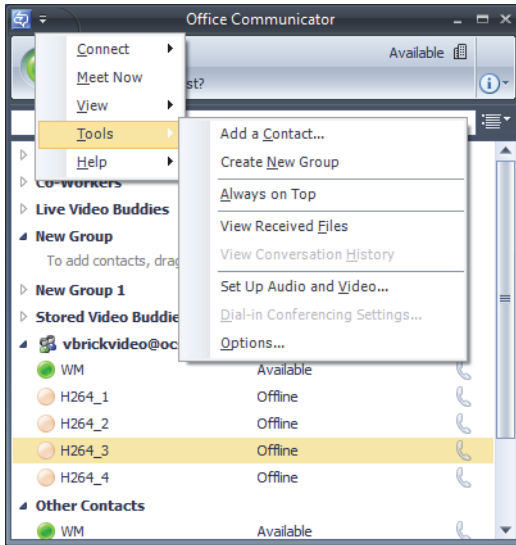 Office Communicator
Available
st?
Connect
Meet Now
View
Tools
Help
Add a Contact...
Create New Group
Always on Top
View Received Files
View Conversation History
Set Up Audio and Video...
Dial-in Conferencing Settings...
Options...
Co-Workers
Live Video Buddies
New Group
To add contacts, drag
New Group 1
Stored Video Buddie
vbrickvideo@oc
WM Available
H264_1 Offline
H264_2 Offline
H264_3 Offline
H264_4 Offline
Other Contacts
WM Available